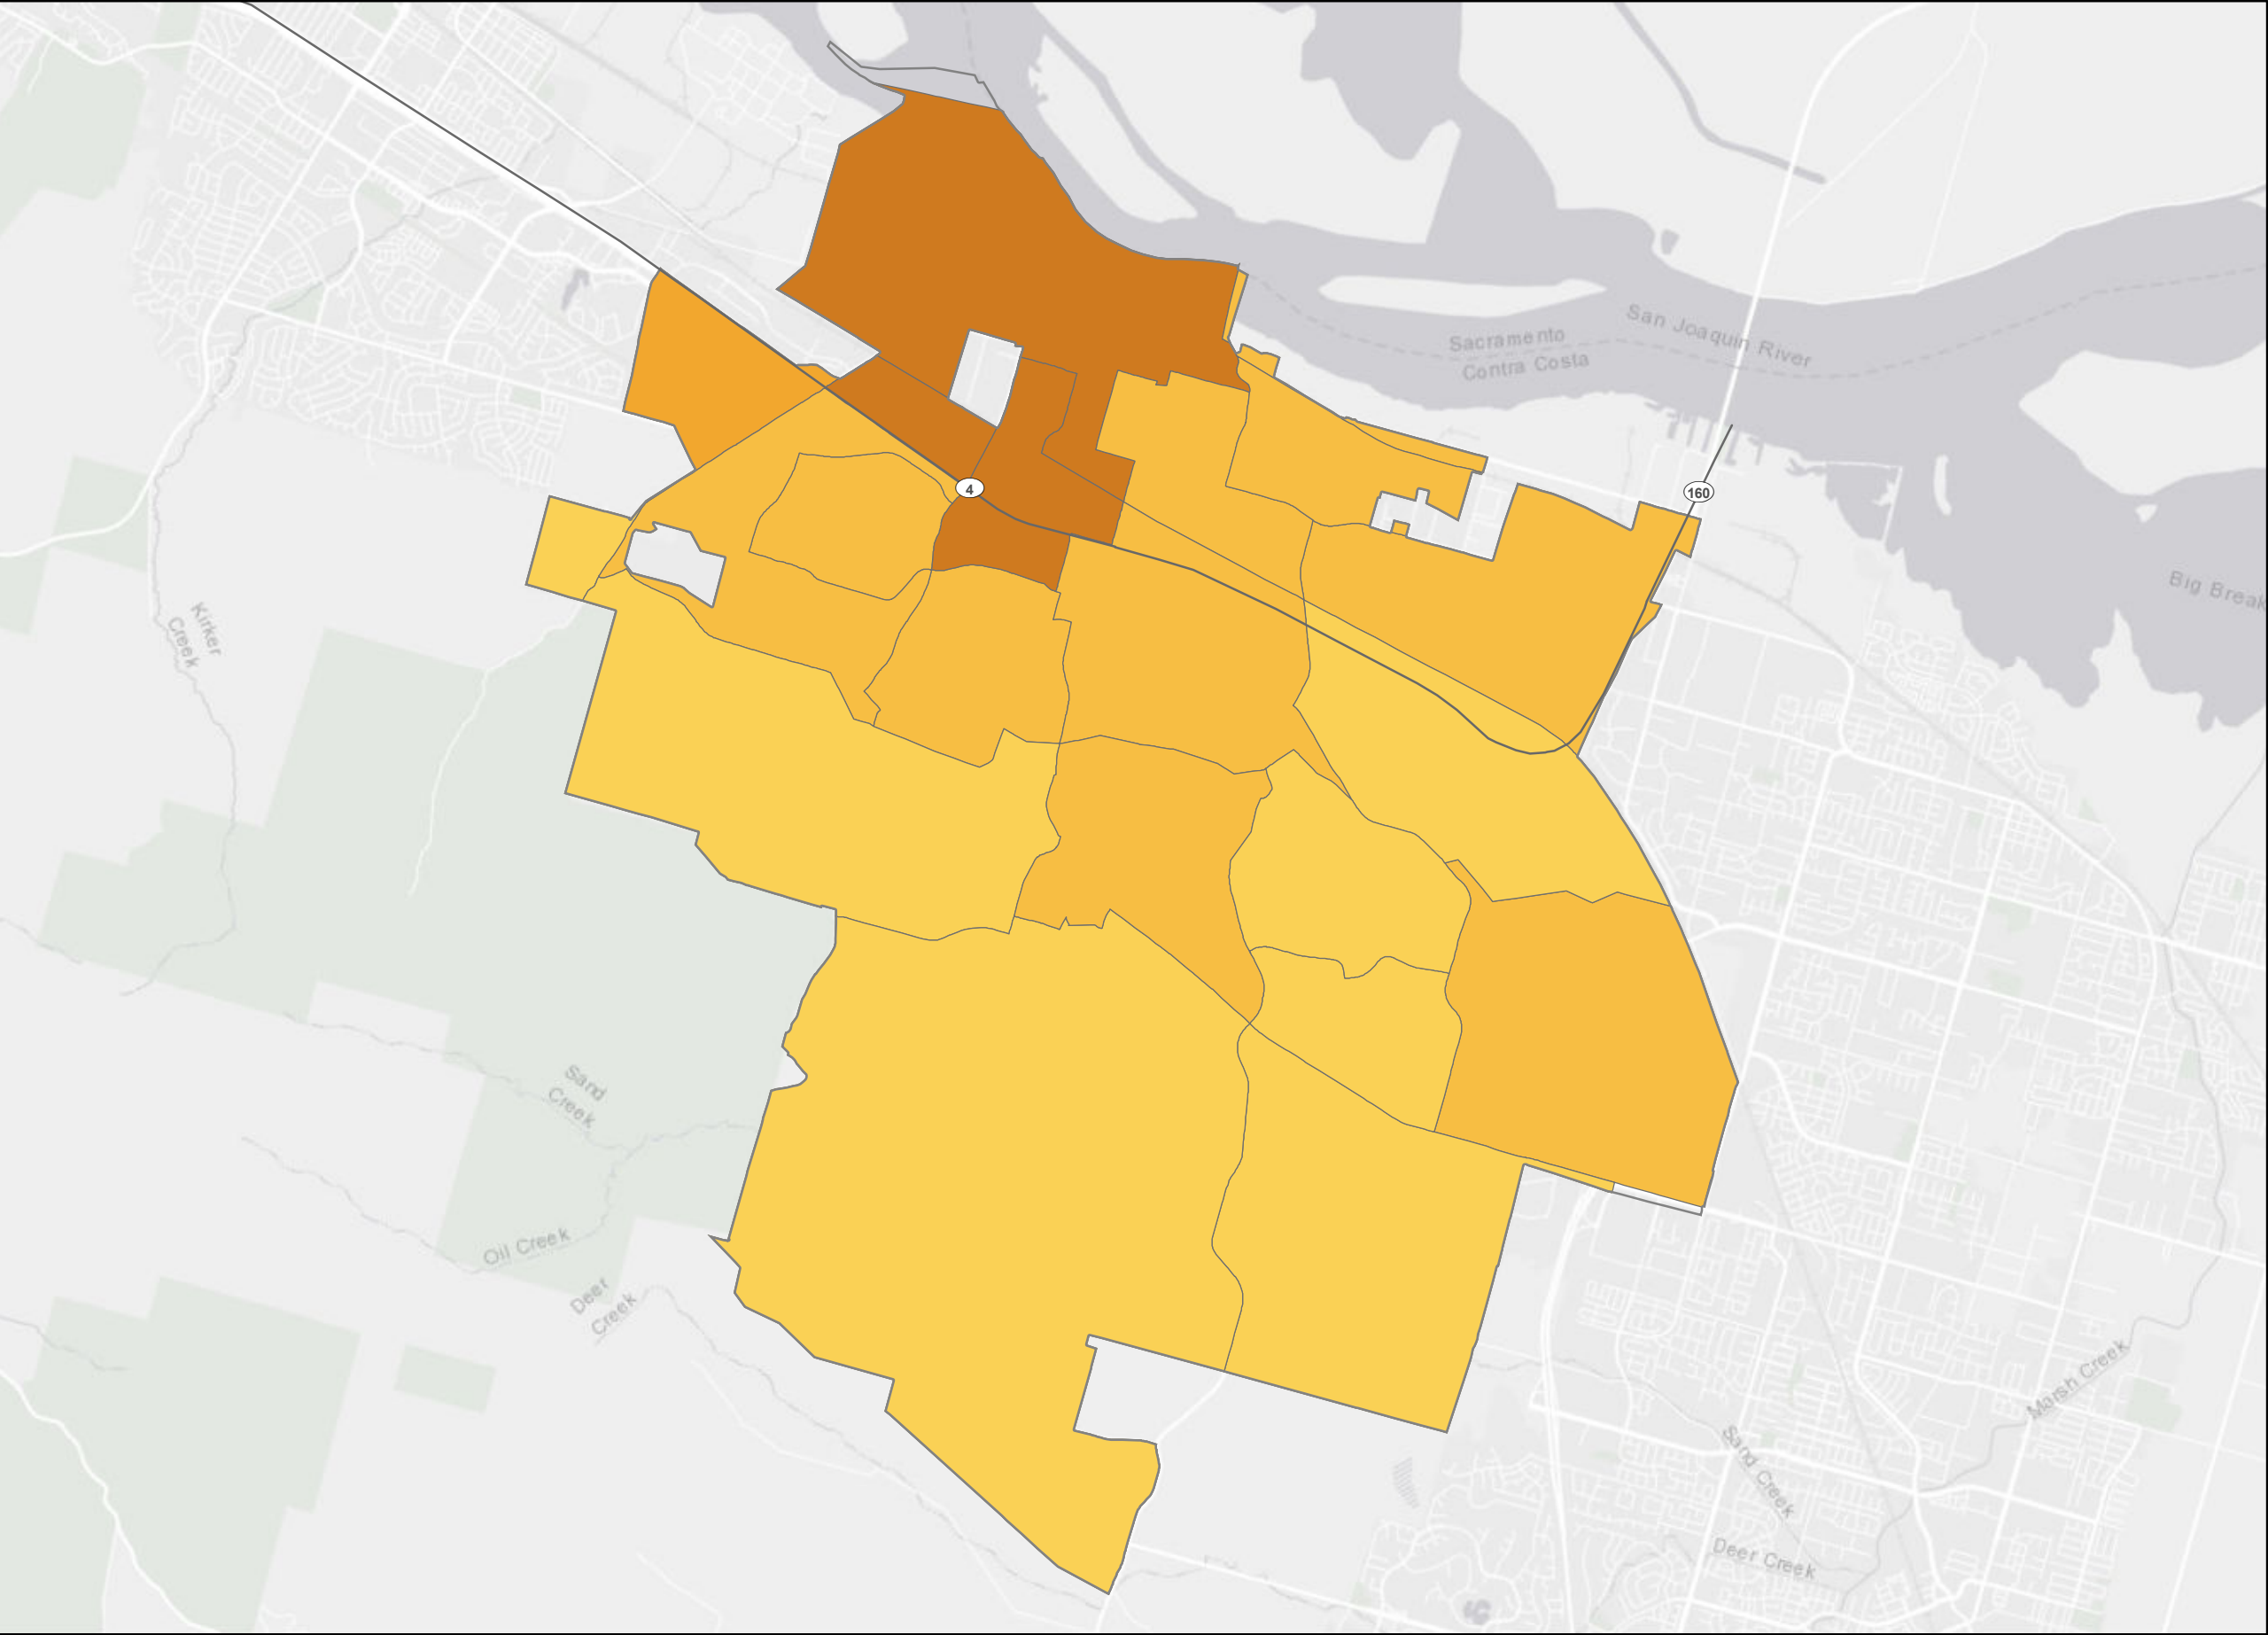 San Joaquin River
Sacramento
Contra Costa
4
160
Big Break
Kirker
Creek
Sand
Creek
Oil Creek
Deer
Creek
Marsh Creek
Sand Creek
Deer Creek